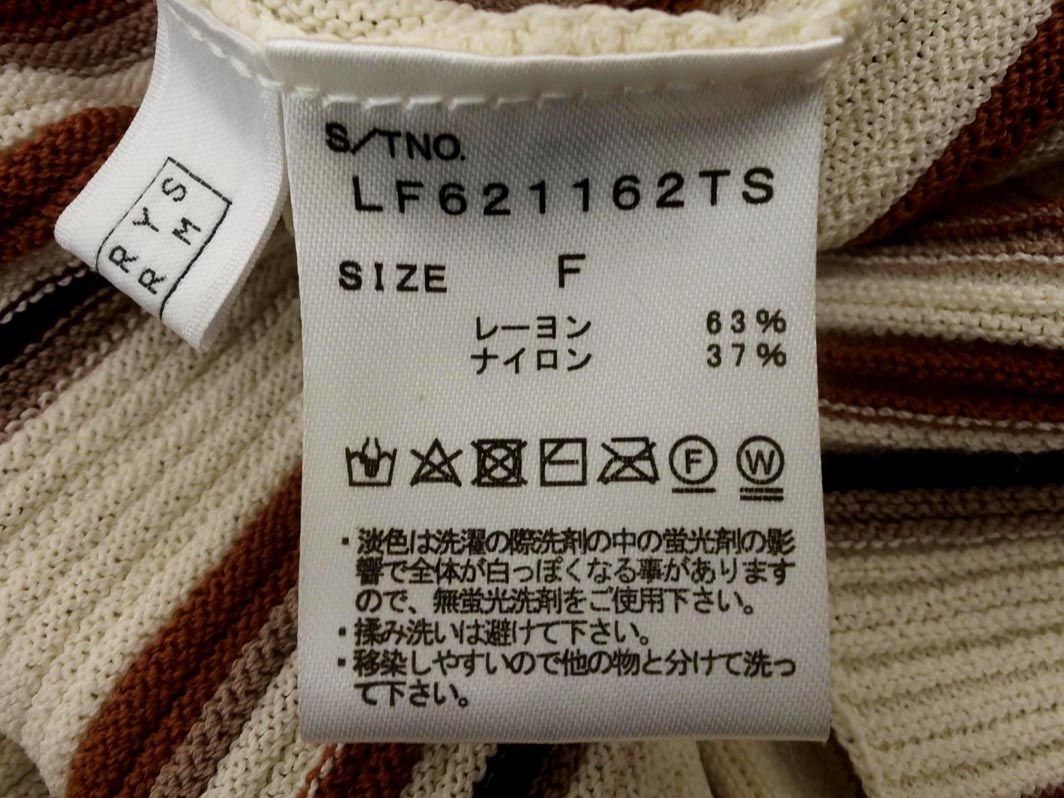 S/TNO.
LF621162TS
SIZE F
レーヨン 63%
ナイロン 37%
F W
・淡色は洗濯の際洗剤の中の蛍光剤の影
響で全体が白っぽくなる事があります
ので、無蛍光洗剤をご使用下さい。
・揉み洗いは避けて下さい。
・移染しやすいので他の物と分けて洗っ
て下さい。
RYS
RM